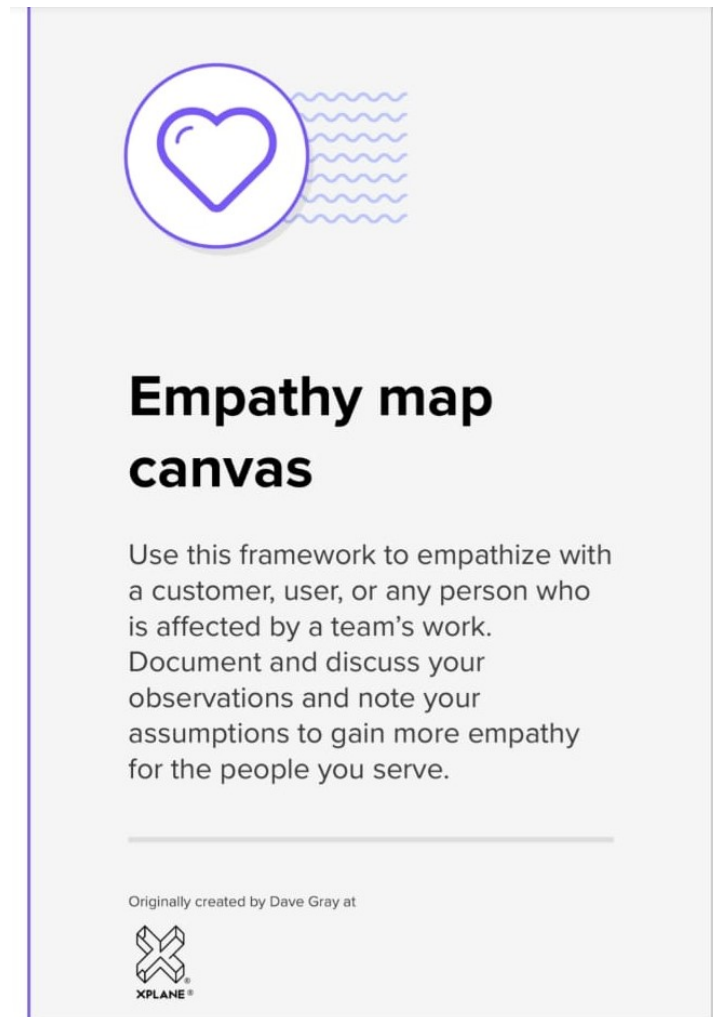 Empathy map
canvas
Use this framework to empathize with
a customer, user, or any person who
is affected by a team's work.
Document and discuss your
observations and note your
assumptions to gain more empathy
for the people you serve.
Originally created by Dave Gray at
®
XPLANE®